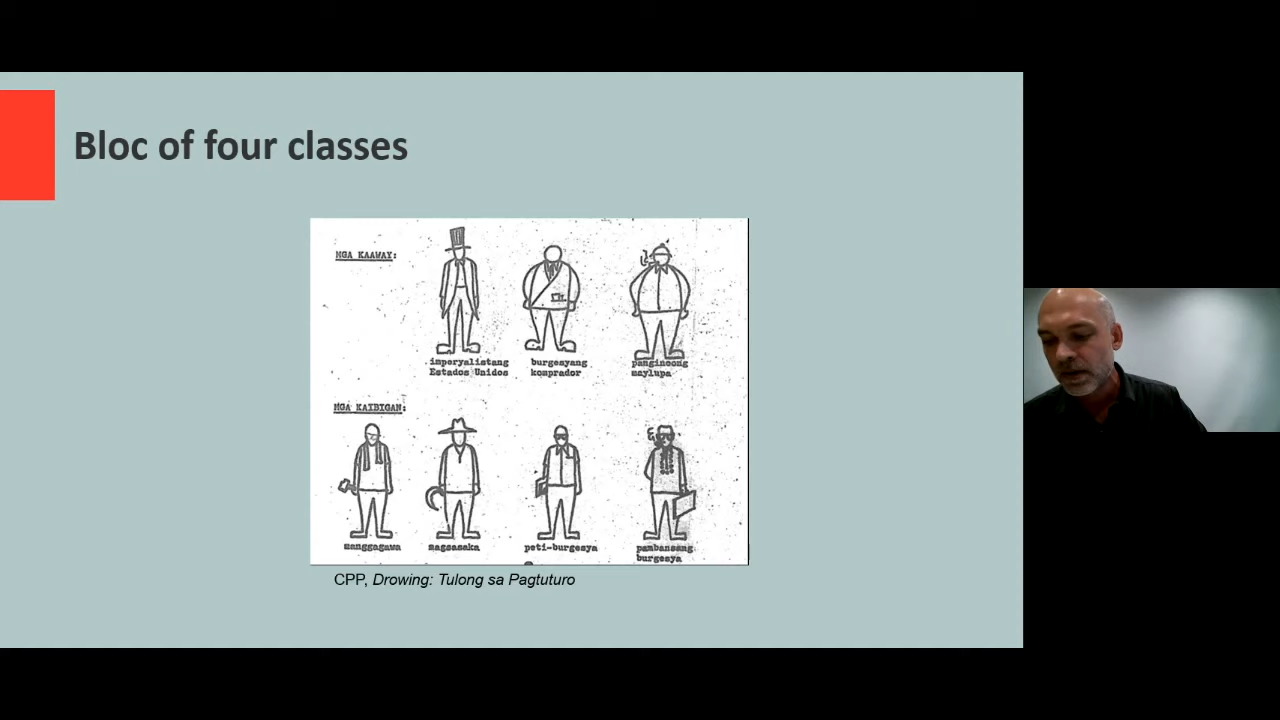 Bloc of four classes
MGA KAAWAY:
imperyalistang
Estados Unidos
burgesyang
komprador
panginoong
maylupa
MGA KAIBIGAN:
manggagawa
magsasaka
peti-burgesya
pambansang
burgesya
CPP, Drowing: Tulong sa Pagtuturo